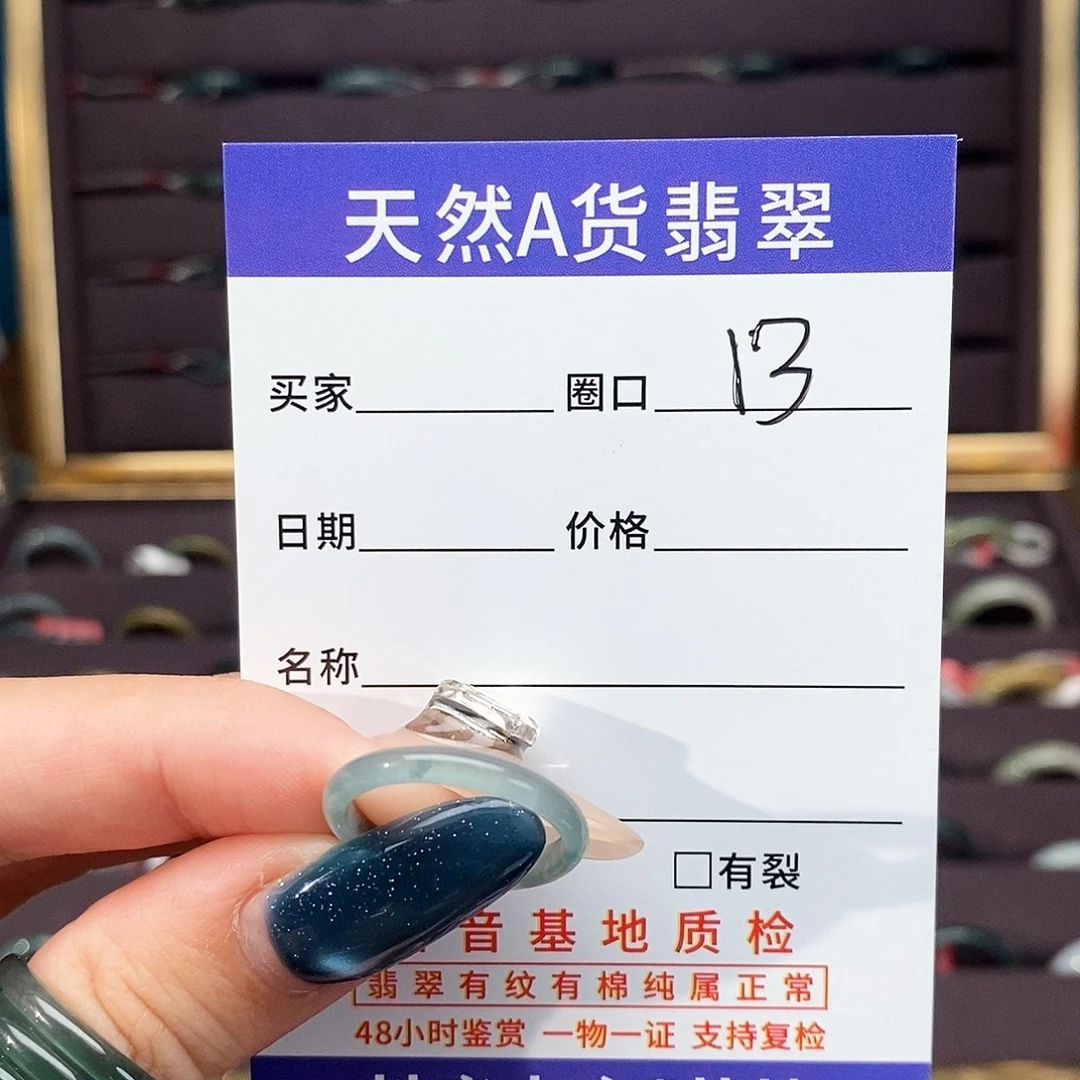 天然A货翡翠
买家 圈口 13
日期 价格
名称
□有裂
音基地质检
翡翠有纹有棉纯属正常
48小时鉴赏 一物一证 支持复检